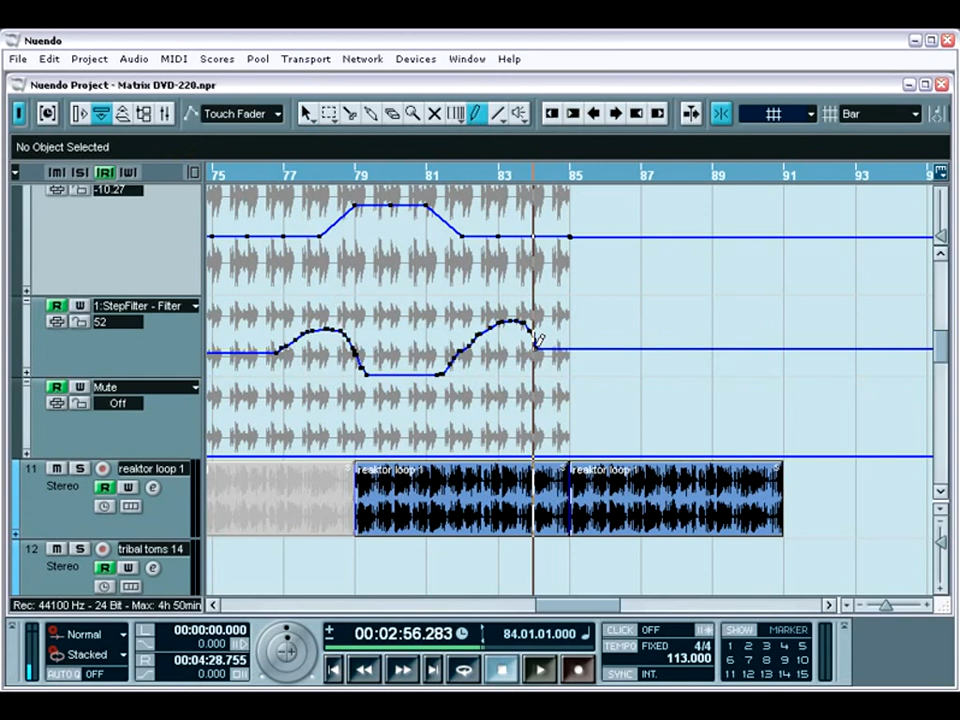 Nuendo
File Edit Project Audio MIDI Scores Pool Transport Network Devices Window Help
Nuendo Project - Matrix DVD-220.npr
Touch Fader Bar
No Object Selected
M S R W 75 77 79 81 83 85 87 89 91
-10.27
R W 1:StepFilter - Filter
52
R W Mute
Off
11 M S reaktor loop 1 reaktor loop 1 reaktor loop 1
Stereo R W e
12 M S tribal toms 14
Stereo R W e
Rec: 44100 Hz - 24 Bit - Max: 4h 50min
Normal L 00:00:00.000 00:02:56.283 84.01.01.000 CLICK OFF SHOW MARKER
0.000 TEMPO FIXED 4/4 1 2 3 4 5
Stacked R 00:04:28.755 113.000 6 7 8 9 10
AUTO Q OFF 0.000 SYNC INT. 11 12 13 14 15